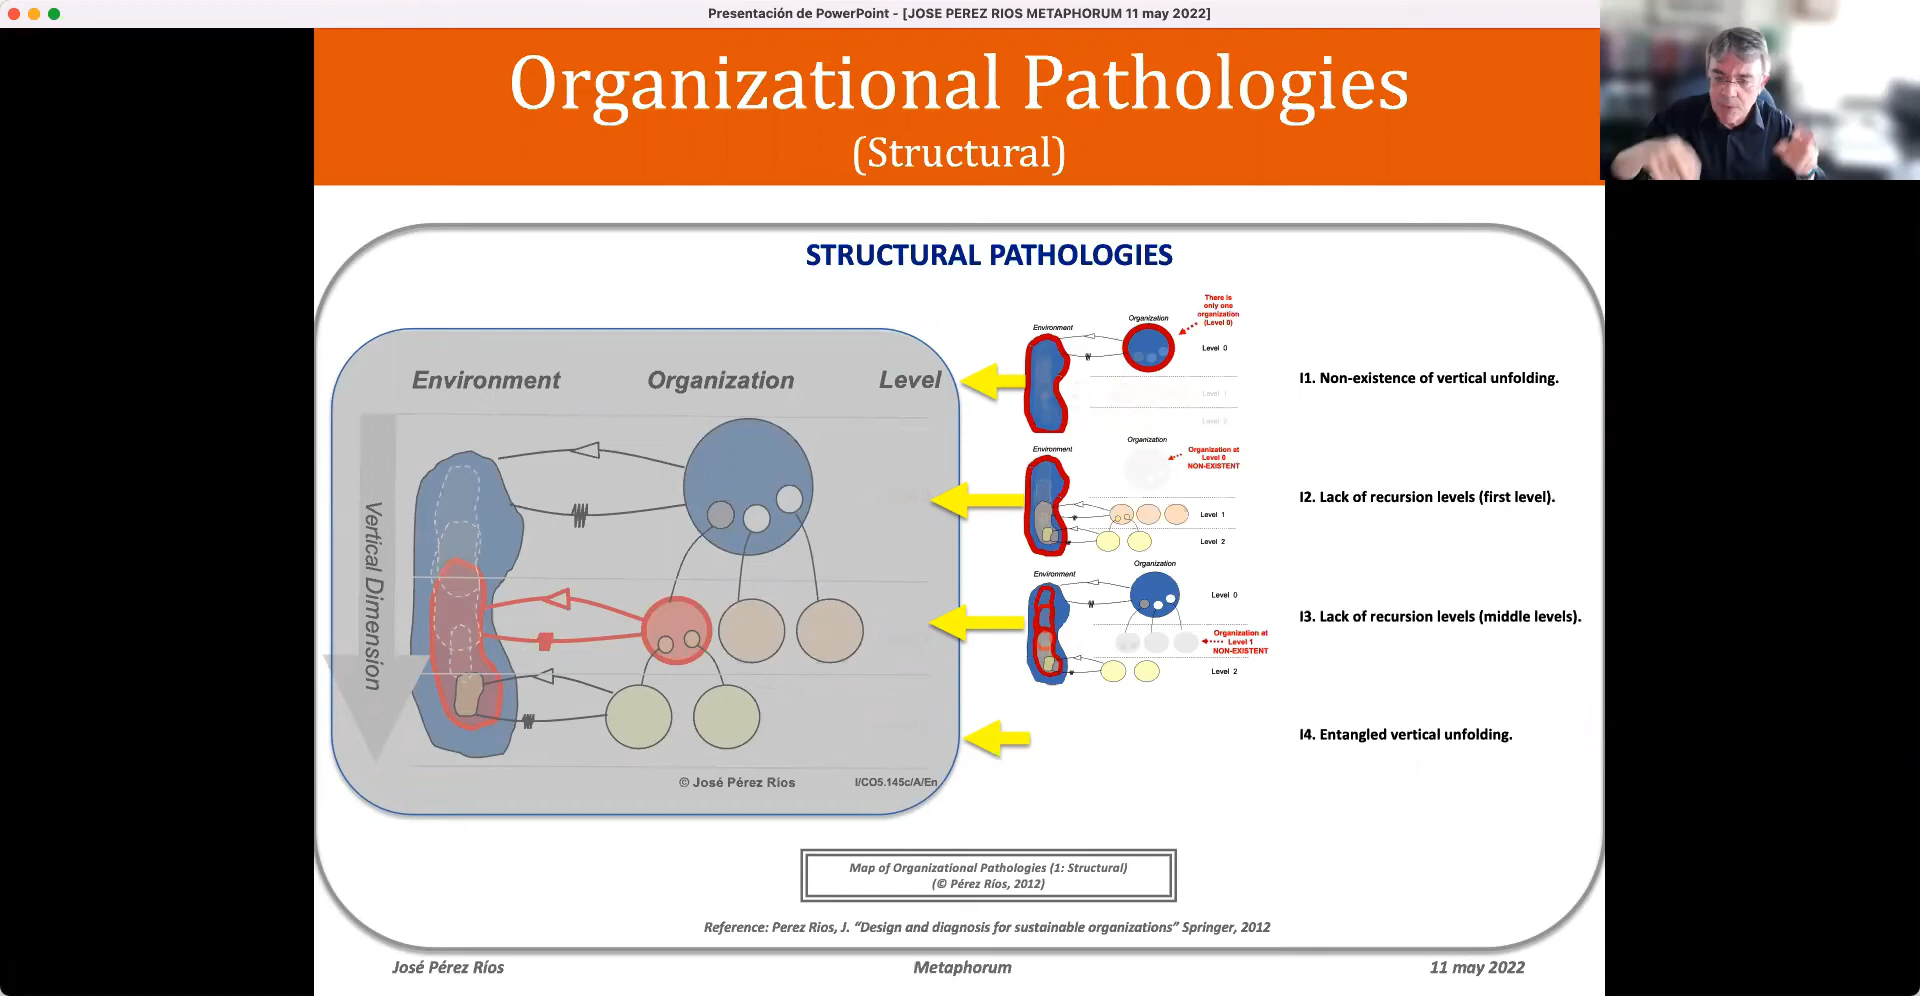 Presentación de PowerPoint - [JOSE PEREZ RIOS METAPHORUM 11 may 2022]
Organizational Pathologies
(Structural)
STRUCTURAL PATHOLOGIES
Environment
Organization
Level
Vertical Dimension
© José Pérez Ríos
I/CO5.145c/A/En
There is
only one
organization
(Level 0)
Organization
Environment
Level 0
Level 1
Level 2
I1. Non-existence of vertical unfolding.
Organization
Environment
Organization at
Level 0
NON-EXISTENT
Level 1
Level 2
I2. Lack of recursion levels (first level).
Organization
Environment
Level 0
Organization at
Level 1
NON-EXISTENT
Level 2
I3. Lack of recursion levels (middle levels).
I4. Entangled vertical unfolding.
Map of Organizational Pathologies (1: Structural)
(© Pérez Ríos, 2012)
Reference: Perez Rios, J. “Design and diagnosis for sustainable organizations” Springer, 2012
José Pérez Ríos
Metaphorum
11 may 2022